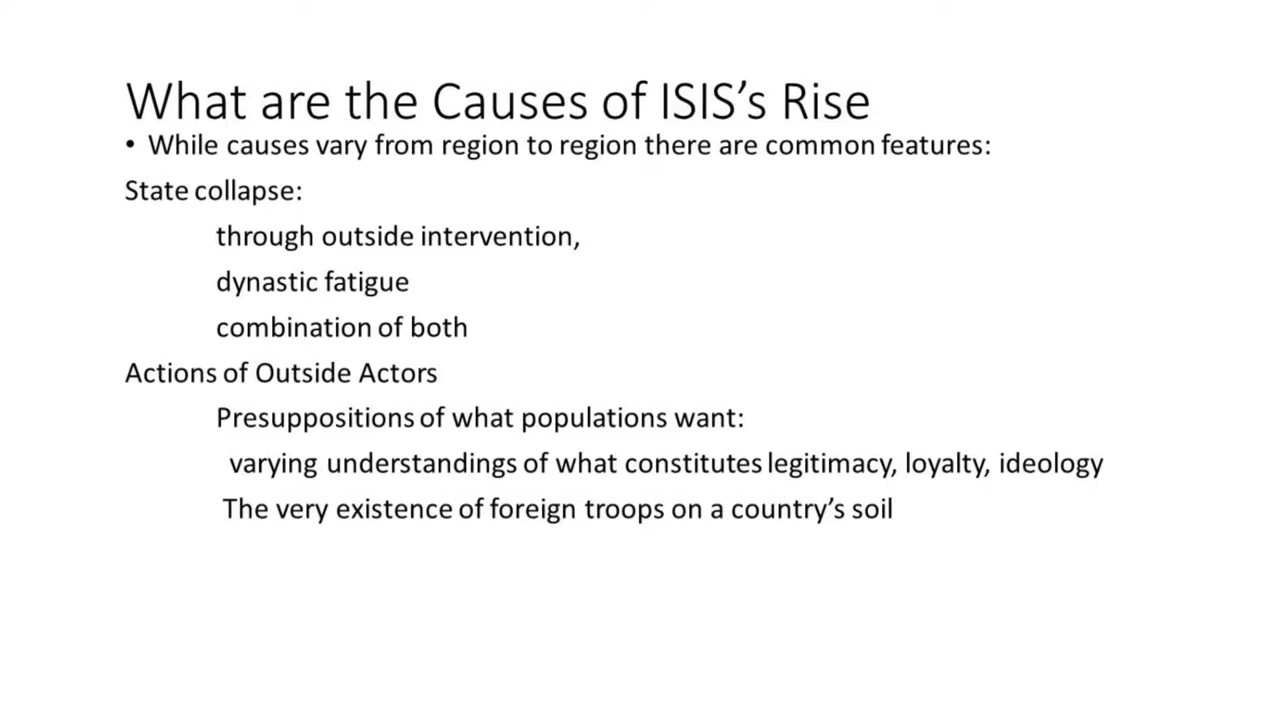 What are the Causes of ISIS’s Rise
• While causes vary from region to region there are common features:
State collapse:
through outside intervention,
dynastic fatigue
combination of both
Actions of Outside Actors
Presuppositions of what populations want:
varying understandings of what constitutes legitimacy, loyalty, ideology
The very existence of foreign troops on a country’s soil